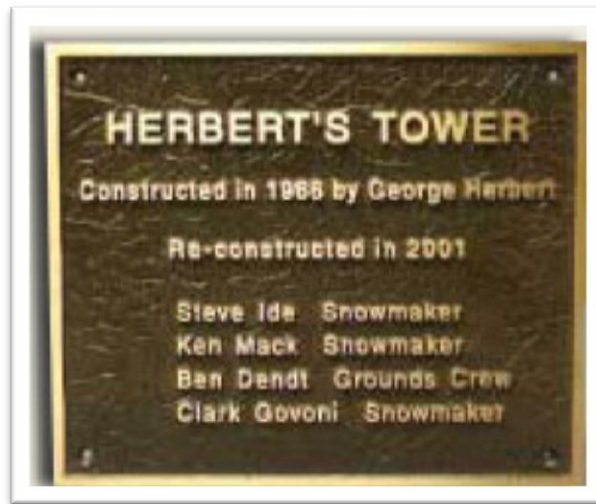 HERBERT'S TOWER
Constructed in 1966 by George Herbert
Re-constructed in 2001
Steve Ide Snowmaker
Ken Mack Snowmaker
Ben Dendt Grounds Crew
Clark Govoni Snowmaker